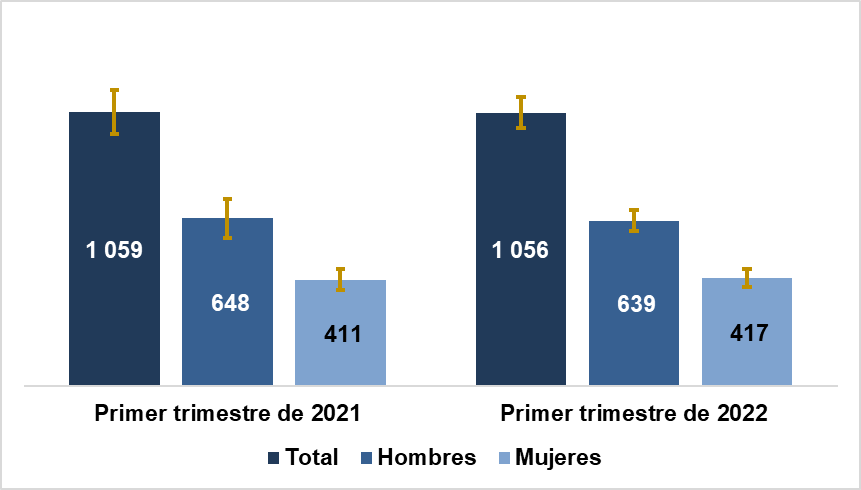 1 059
648
411
1 056
639
417
Primer trimestre de 2021
Primer trimestre de 2022
Total
Hombres
Mujeres